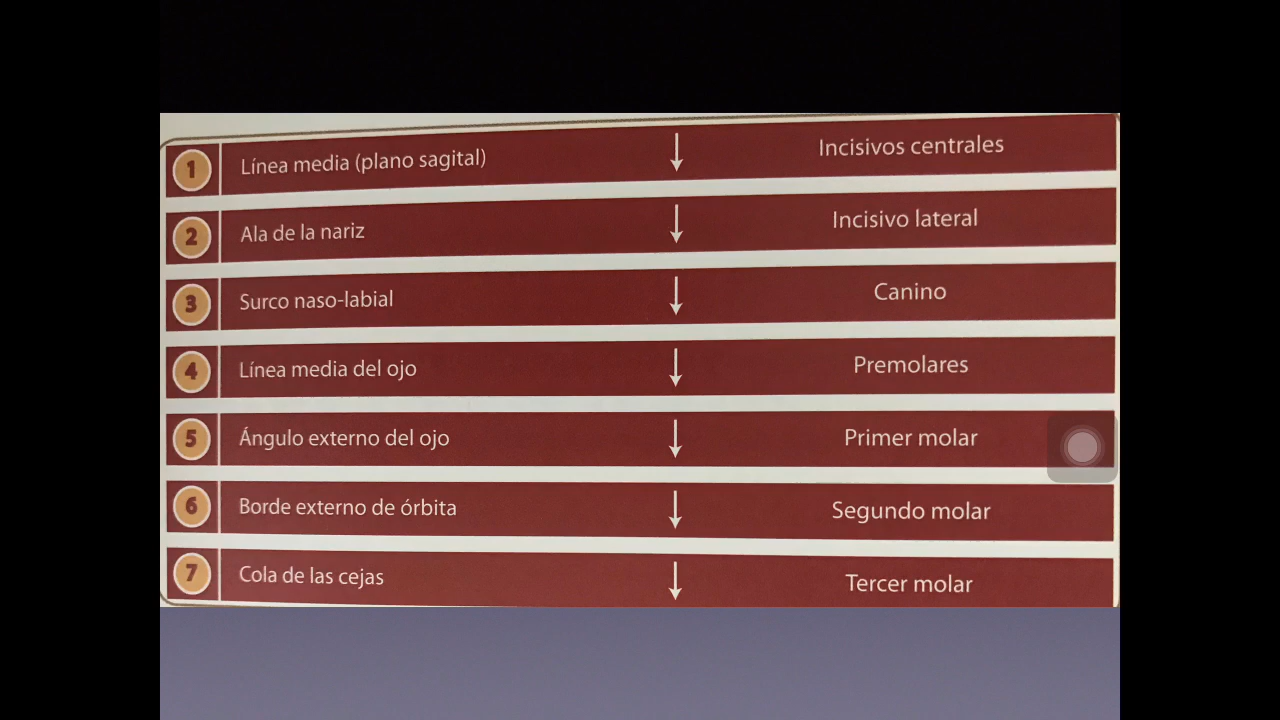 1 Línea media (plano sagital) ↓ Incisivos centrales
2 Ala de la nariz ↓ Incisivo lateral
3 Surco naso-labial ↓ Canino
4 Línea media del ojo ↓ Premolares
5 Ángulo externo del ojo ↓ Primer molar
6 Borde externo de órbita ↓ Segundo molar
7 Cola de las cejas ↓ Tercer molar